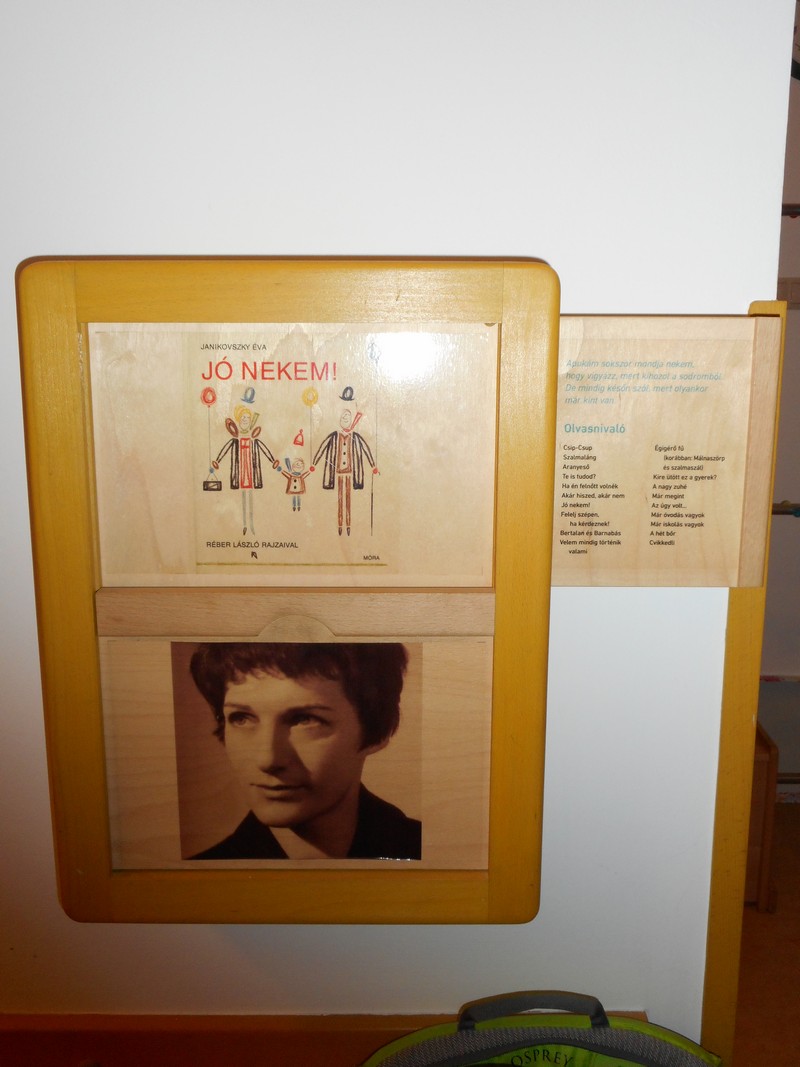 JANIKOVSZKY ÉVA
JÓ NEKEM!
RÉBER LÁSZLÓ RAJZAIVAL
MÓRA
Apukám sokszor mondja nekem,
hogy vigyázz, mert kihozol a sodromból.
De mindig későn szól, mert olyankor
már kint van.
Olvasnivaló
Csip-Csup
Szalmaláng
Aranyeső
Te is tudod?
Ha én felnőtt volnék
Akár hiszed, akár nem
Jó nekem!
Felelj szépen,
ha kérdeznek!
Bertalan és Barnabás
Velem mindig történik
valami
Égigérő fű
(korábban: Málnaszörp
és szalmaszál)
Kire ütött ez a gyerek?
A nagy zuhé
Már megint
Az úgy volt...
Már óvodás vagyok
Már iskolás vagyok
A hét bőr
Cvikkedli
OSPREY